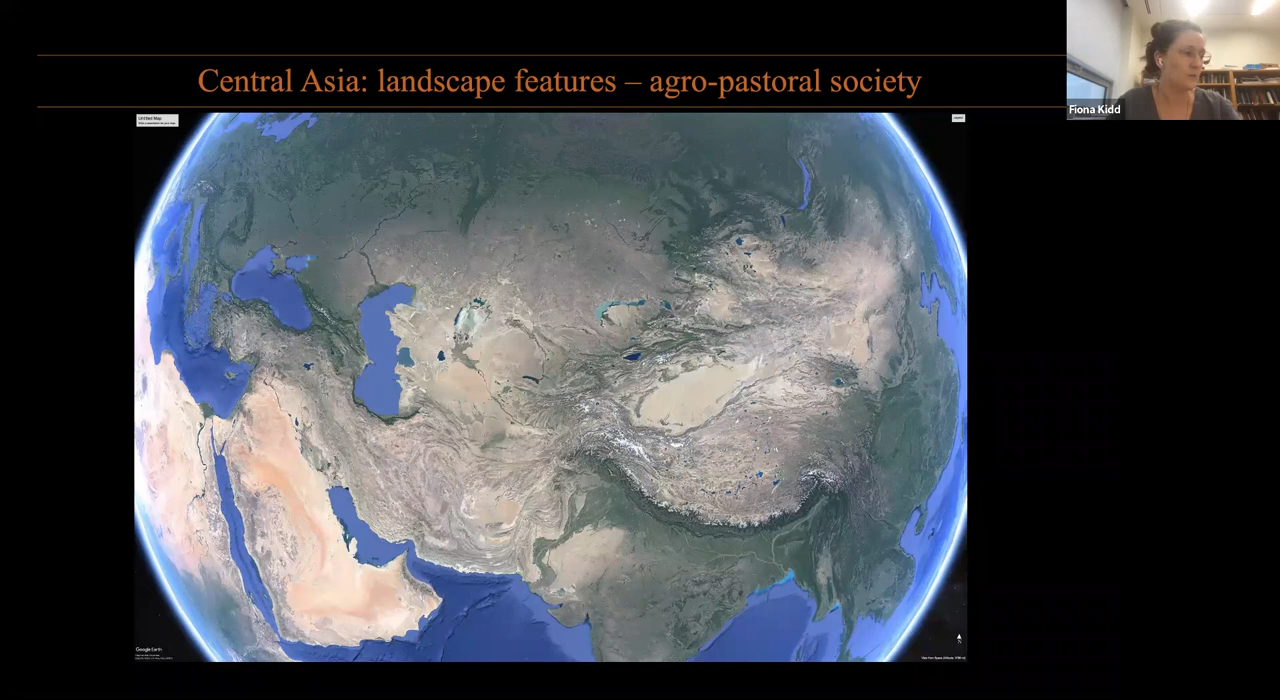 Central Asia: landscape features – agro-pastoral society
Fiona Kidd
Untitled Map
Google Earth